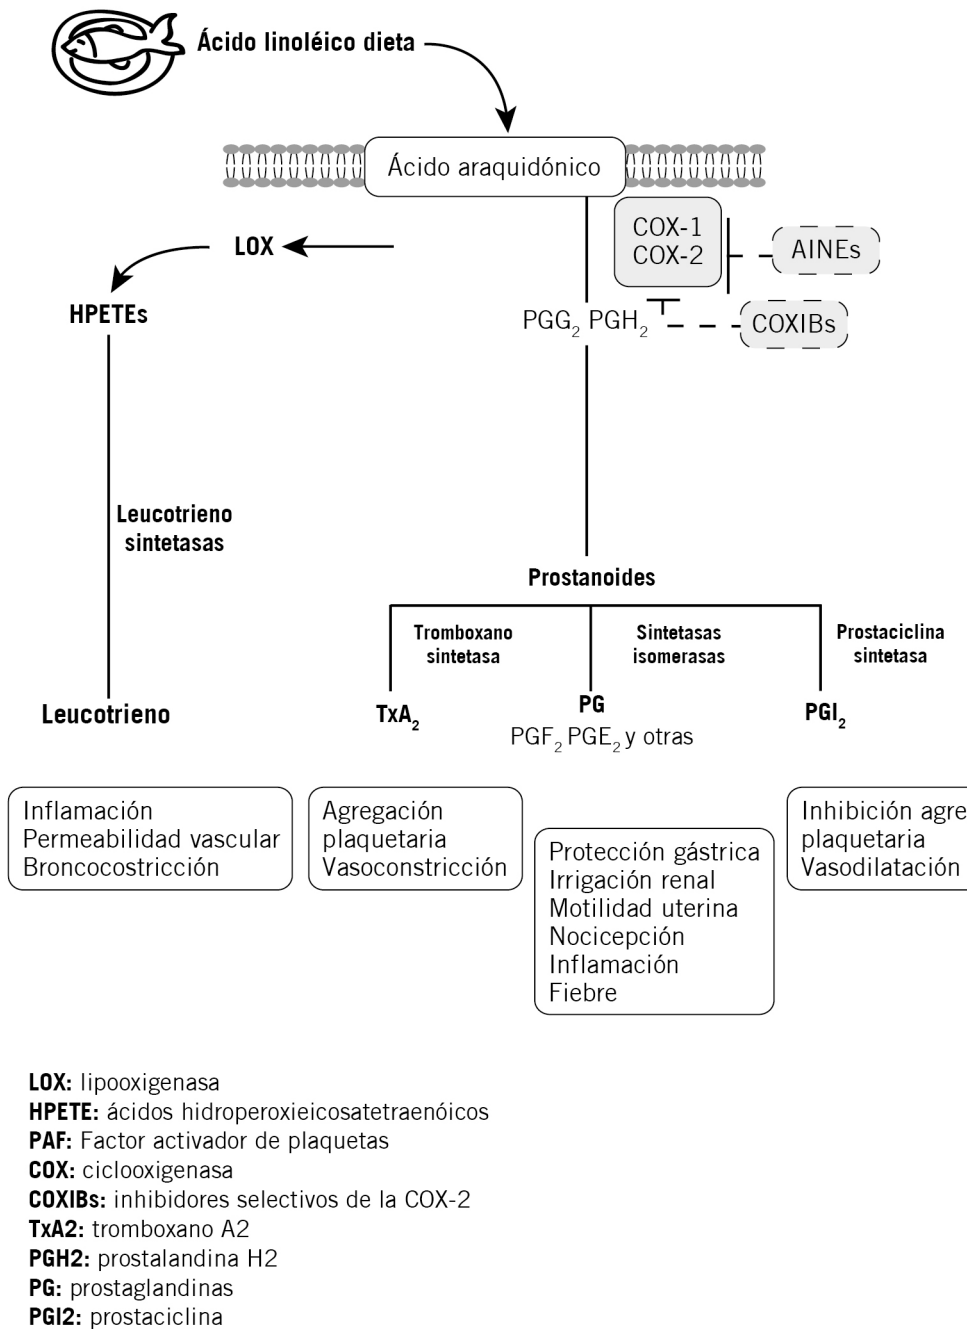 Ácido linoléico dieta
Ácido araquidónico
COX-1
COX-2
AINEs
LOX
HPETEs
PGG2 PGH2
COXIBs
Leucotrieno
sintetasas
Prostanoides
Tromboxano
sintetasa
Sintetasas
isomerasas
Prostaciclina
sintetasa
Leucotrieno
TxA2
PG
PGF2 PGE2 y otras
PGI2
Inflamación
Permeabilidad vascular
Broncocostricción
Agregación
plaquetaria
Vasoconstricción
Protección gástrica
Irrigación renal
Motilidad uterina
Nocicepción
Inflamación
Fiebre
Inhibición agre
plaquetaria
Vasodilatación
LOX: lipooxigenasa
HPETE: ácidos hidroperoxieicosatetraenóicos
PAF: Factor activador de plaquetas
COX: ciclooxigenasa
COXIBs: inhibidores selectivos de la COX-2
TxA2: tromboxano A2
PGH2: prostalandina H2
PG: prostaglandinas
PGI2: prostaciclina